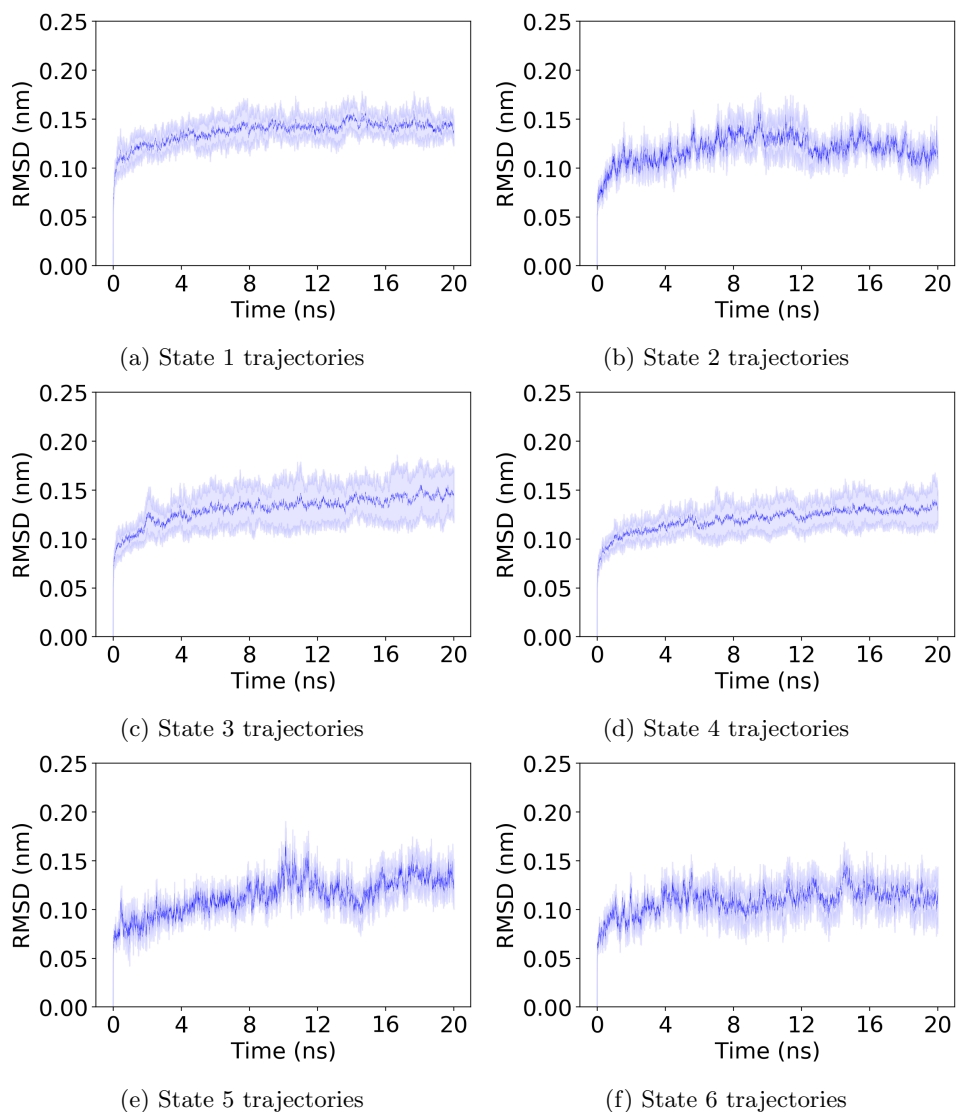 0.25
0.20
0.15
0.10
0.05
0.00
RMSD (nm)
0 4 8 12 16 20
Time (ns)
(a) State 1 trajectories
0.25
0.20
0.15
0.10
0.05
0.00
RMSD (nm)
0 4 8 12 16 20
Time (ns)
(b) State 2 trajectories
0.25
0.20
0.15
0.10
0.05
0.00
RMSD (nm)
0 4 8 12 16 20
Time (ns)
(c) State 3 trajectories
0.25
0.20
0.15
0.10
0.05
0.00
RMSD (nm)
0 4 8 12 16 20
Time (ns)
(d) State 4 trajectories
0.25
0.20
0.15
0.10
0.05
0.00
RMSD (nm)
0 4 8 12 16 20
Time (ns)
(e) State 5 trajectories
0.25
0.20
0.15
0.10
0.05
0.00
RMSD (nm)
0 4 8 12 16 20
Time (ns)
(f) State 6 trajectories